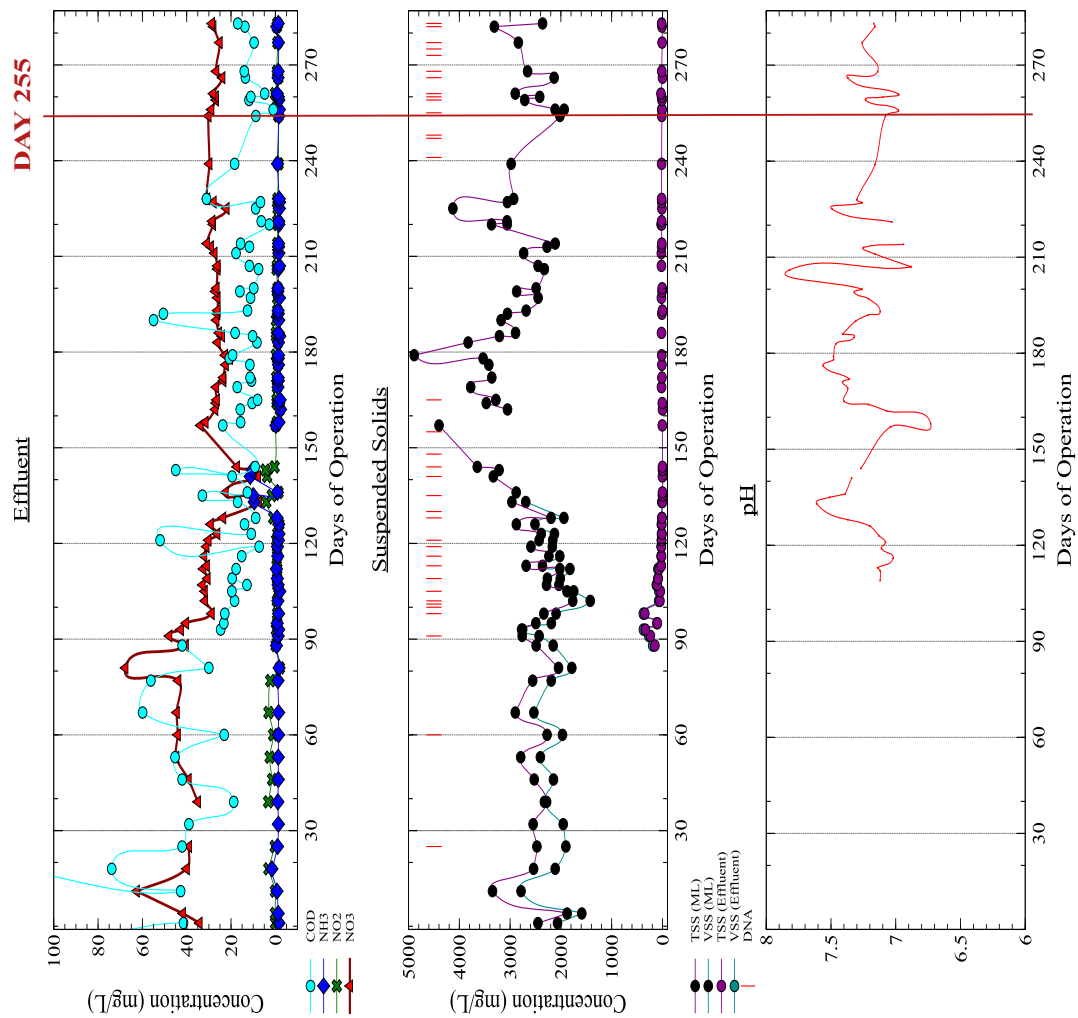 DAY 255
Effluent
Concentration (mg/L)
100
80
60
40
20
0
0
30
60
90
120
150
180
210
240
270
Days of Operation
COD
NH3
NO2
NO3
Suspended Solids
Concentration (mg/L)
5000
4000
3000
2000
1000
0
0
30
60
90
120
150
180
210
240
270
Days of Operation
TSS (ML)
VSS (ML)
TSS (Effluent)
VSS (Effluent)
DNA
pH
8
7.5
7
6.5
6
0
30
60
90
120
150
180
210
240
270
Days of Operation